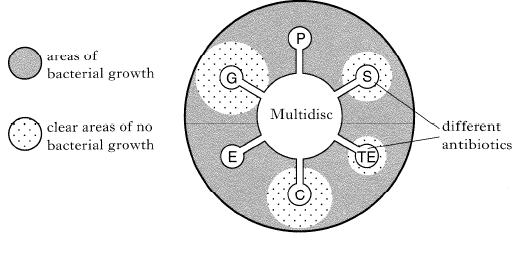 areas of
bacterial growth
clear areas of no
bacterial growth
P
G
S
Multidisc
E
TE
C
different
antibiotics